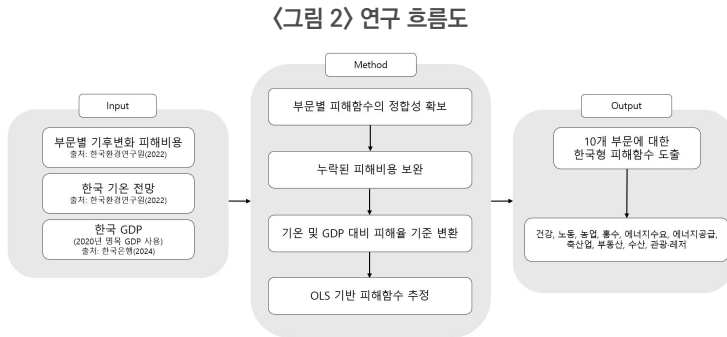 〈그림 2〉 연구 흐름도
Input
부문별 기후변화 피해비용
출처: 한국환경연구원(2022)
한국 기온 전망
출처: 한국환경연구원(2022)
한국 GDP
(2020년 명목 GDP 사용)
출처: 한국은행(2024)
Method
부문별 피해함수의 정합성 확보
누락된 피해비용 보완
기온 및 GDP 대비 피해율 기준 변환
OLS 기반 피해함수 추정
Output
10개 부문에 대한
한국형 피해함수 도출
건강, 노동, 농업, 홍수, 에너지수요, 에너지공급,
축산업, 부동산, 수산, 관광·레저